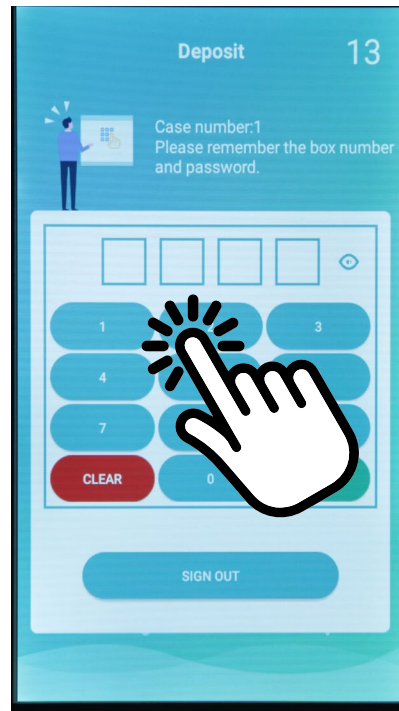 Deposit 13
Case number:1
Please remember the box number
and password.
1 3
4
7
CLEAR 0
SIGN OUT